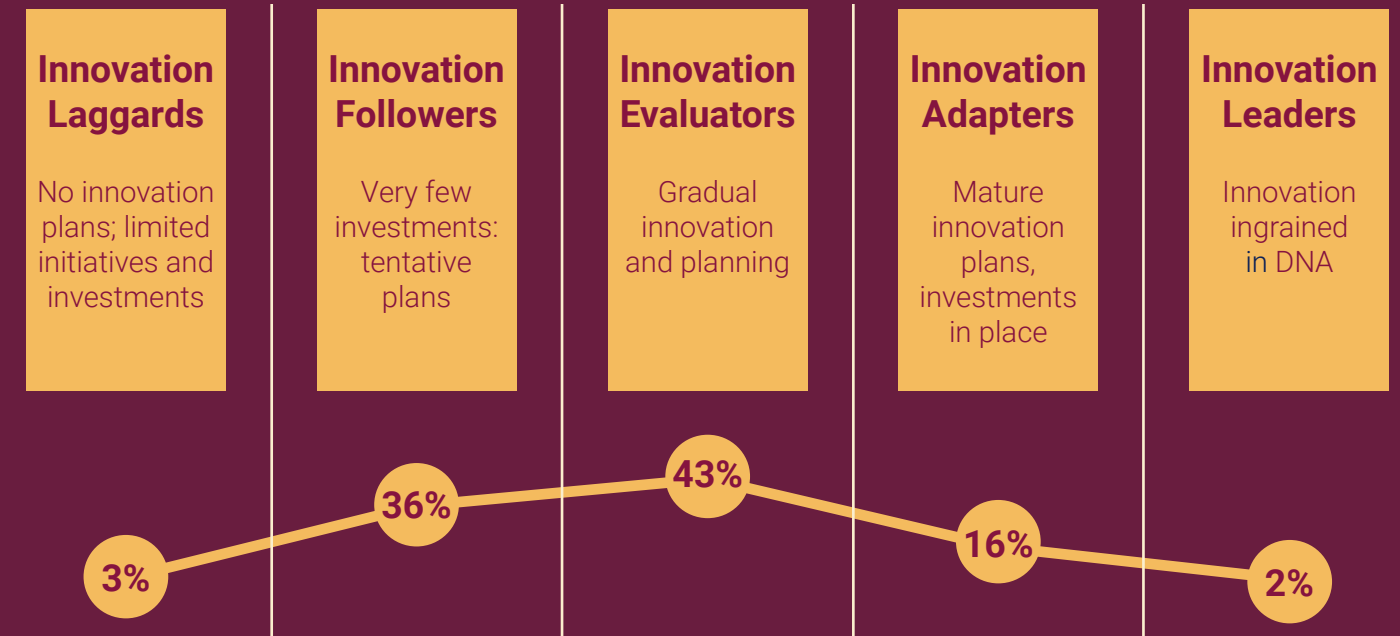 Innovation
Laggards
No innovation
plans; limited
initiatives and
investments
Innovation
Followers
Very few
investments:
tentative
plans
Innovation
Evaluators
Gradual
innovation
and planning
Innovation
Adapters
Mature
innovation
plans,
investments
in place
Innovation
Leaders
Innovation
ingrained
in DNA
3%
36%
43%
16%
2%